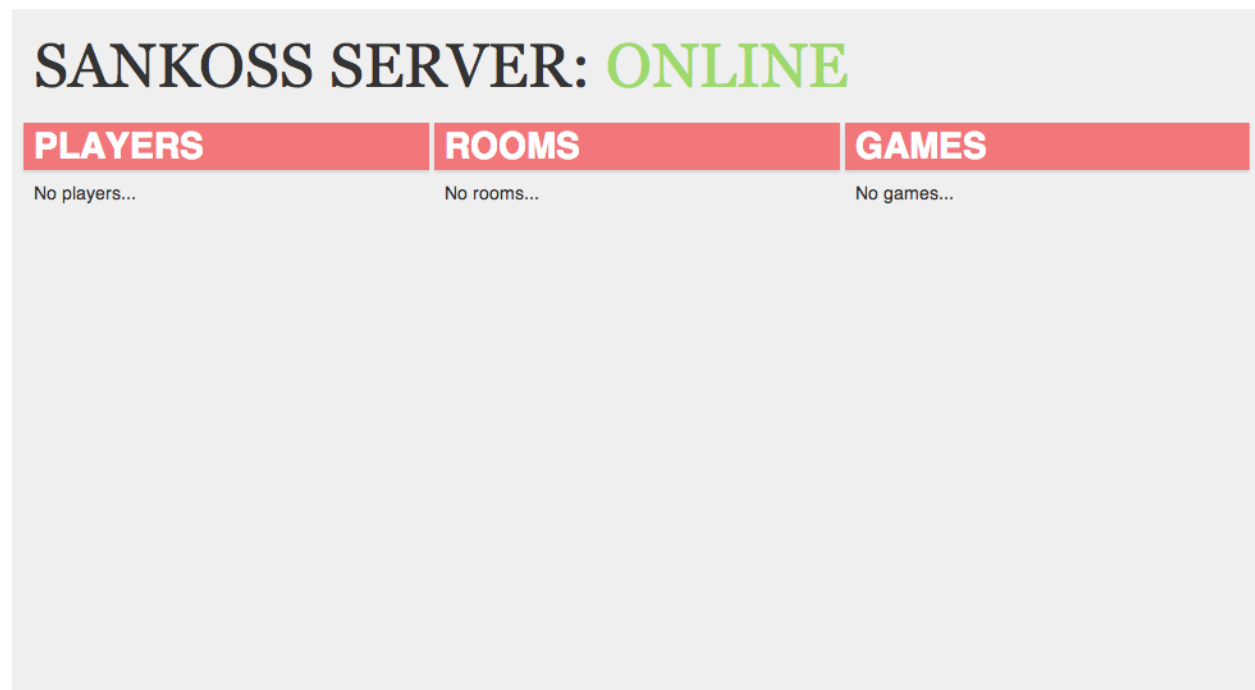 SANKOSS SERVER: ONLINE
PLAYERS
No players...
ROOMS
No rooms...
GAMES
No games...